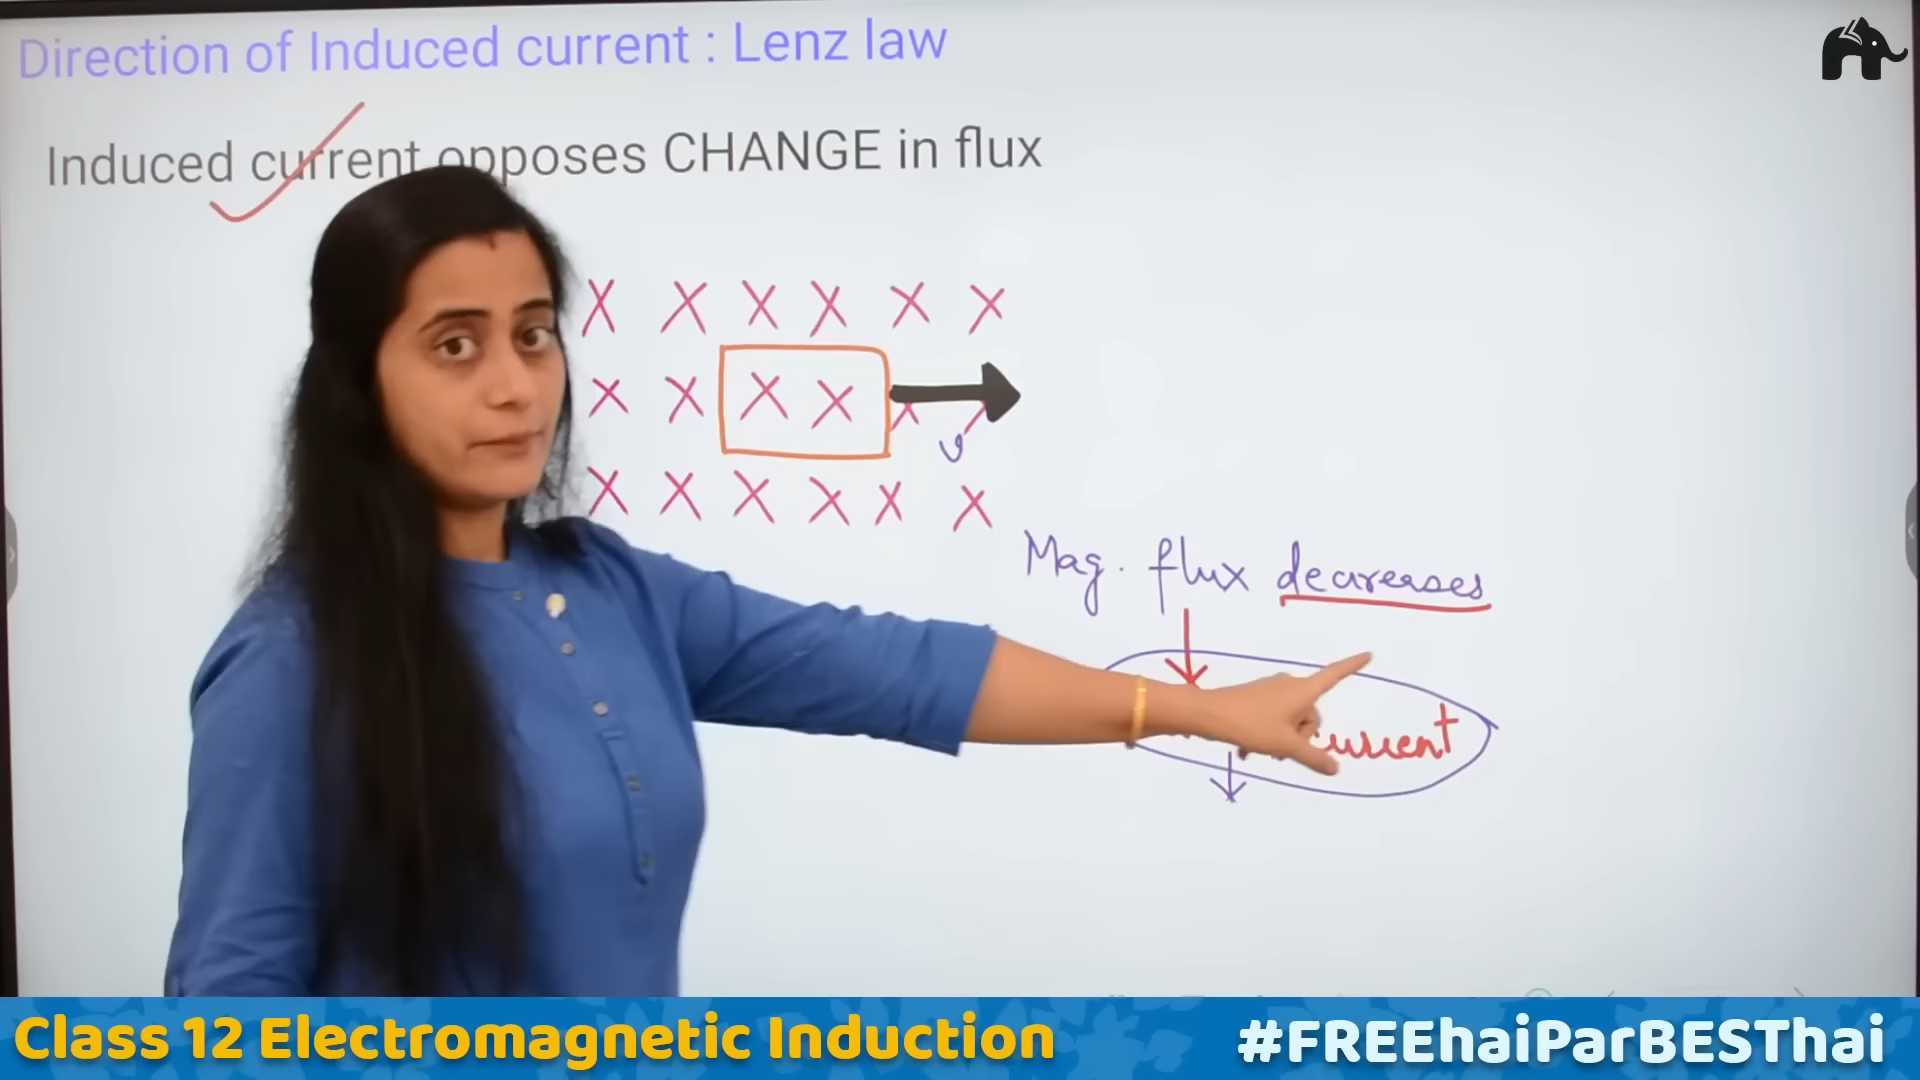 Direction of Induced current : Lenz law
Induced current opposes CHANGE in flux
X X X X X X
X X X X X
v
X X X X X X
Mag. flux decreases
current
Class 12 Electromagnetic Induction
#FREEhaiParBESThai